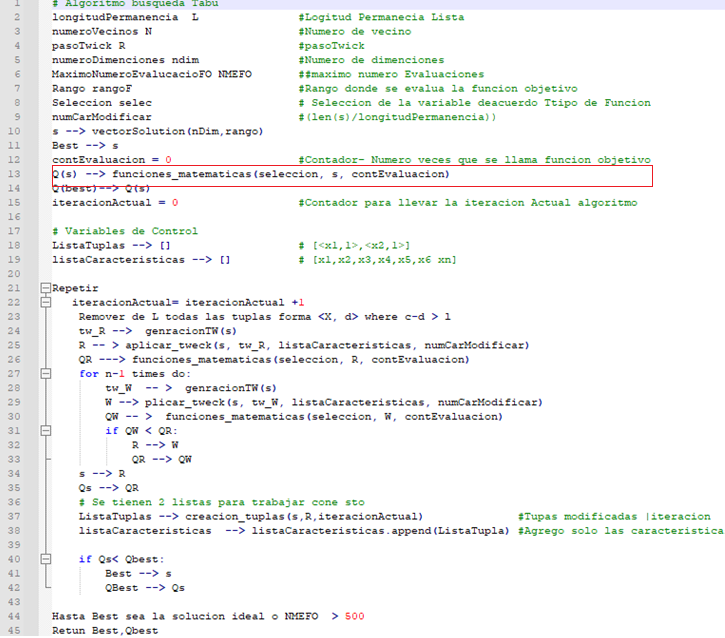 1 # Algoritmo busqueda Tabu
2 longitudPermanencia L #Logitud Permanecia Lista
3 numeroVecinos N #Numero de vecino
4 pasoTwick R #pasoTwick
5 numeroDimenciones ndim #Numero de dimenciones
6 MaximoNumeroEvalucacioFO NMEFO ##maximo numero Evaluaciones
7 Rango rangoF #Rango donde se evalua la funcion objetivo
8 Seleccion selec # Seleccion de la variable deacuerdo Ttipo de Funcion
9 numCarModificar #(len(s)/longitudPermanencia))
10 s --> vectorSolution(nDim,rango)
11 Best --> s
12 contEvaluacion = 0 #Contador- Numero veces que se llama funcion objetivo
13 Q(s) --> funciones_matematicas(seleccion, s, contEvaluacion)
14 Q(best)--> Q(s)
15 iteracionActual = 0 #Contador para llevar la iteracion Actual algoritmo
16
17 # Variables de Control
18 ListaTuplas --> [] # [<x1,1>,<x2,1>]
19 listaCaracteristicas --> [] # [x1,x2,x3,x4,x5,x6 xn]
20
21 Repetir
22 iteracionActual= iteracionActual +1
23 Remover de L todas las tuplas forma <X, d> where c-d > l
24 tw_R --> genracionTW(s)
25 R -- > aplicar_tweck(s, tw_R, listaCaracteristicas, numCarModificar)
26 QR ---> funciones_matematicas(seleccion, R, contEvaluacion)
27 for n-1 times do:
28 tw_W -- > genracionTW(s)
29 W --> plicar_tweck(s, tw_W, listaCaracteristicas, numCarModificar)
30 QW -- > funciones_matematicas(seleccion, W, contEvaluacion)
31 if QW < QR:
32 R --> W
33 QR --> QW
34 s --> R
35 Qs --> QR
36 # Se tienen 2 listas para trabajar cone sto
37 ListaTuplas --> creacion_tuplas(s,R,iteracionActual) #Tupas modificadas |iteracion
38 listaCaracteristicas --> listaCaracteristicas.append(ListaTupla) #Agrego solo las caracteristica
39
40 if Qs< Qbest:
41 Best --> s
42 QBest --> Qs
43
44 Hasta Best sea la solucion ideal o NMEFO > 500
45 Retun Best,Qbest